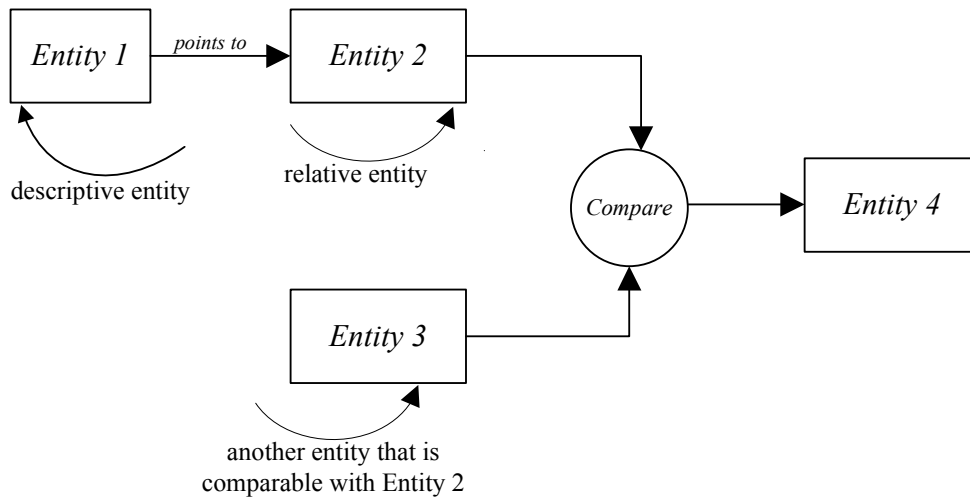 Entity 1
points to
Entity 2
descriptive entity
relative entity
Compare
Entity 4
Entity 3
another entity that is
comparable with Entity 2